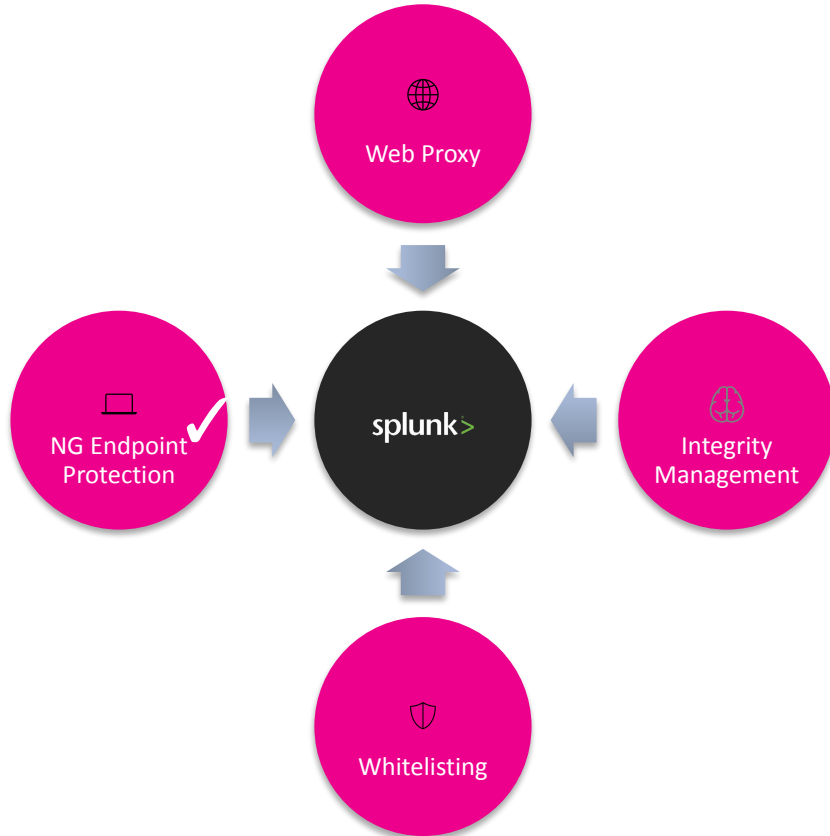 Web Proxy
NG Endpoint
Protection
splunk>
Integrity
Management
Whitelisting